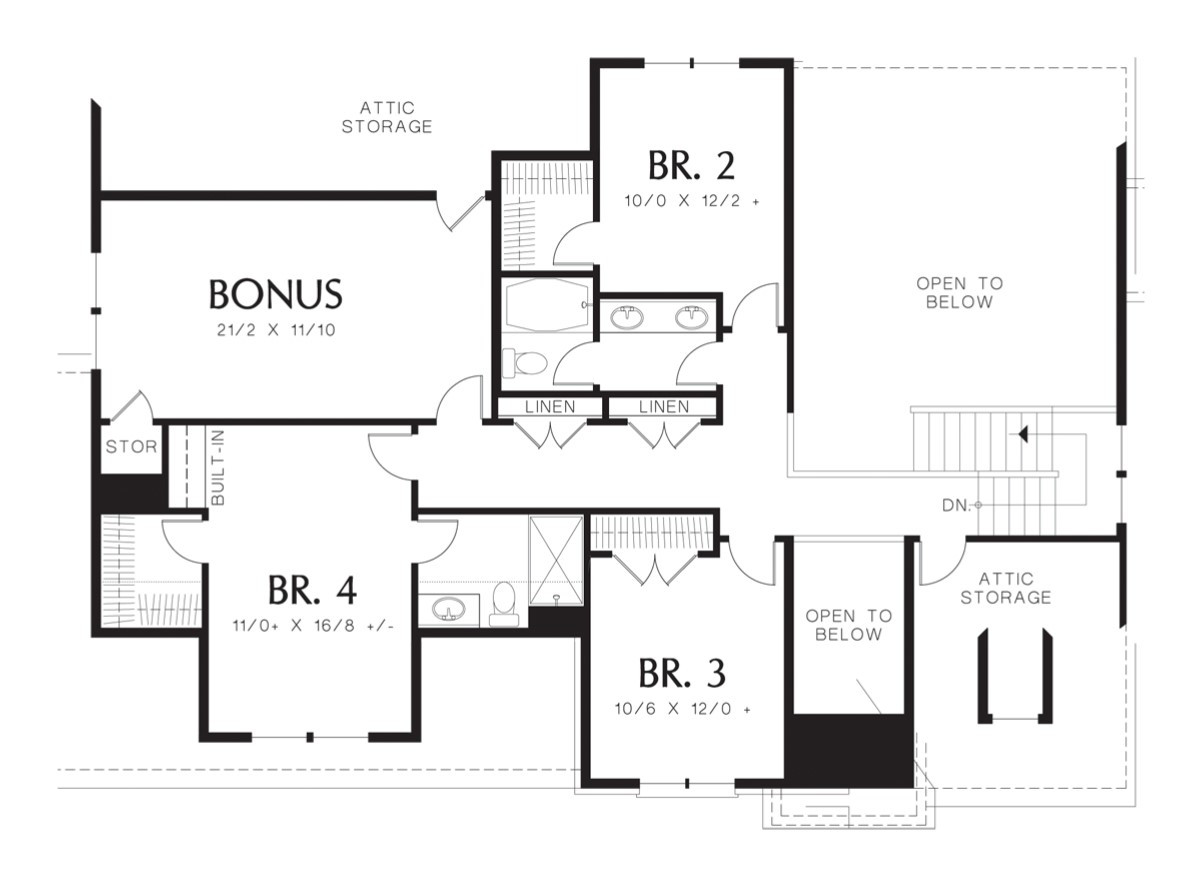 ATTIC
STORAGE
BR. 2
10/0 X 12/2 +
BONUS
21/2 X 11/10
OPEN TO
BELOW
LINEN
LINEN
STOR
BUILT-IN
DN.
BR. 4
11/0+ X 16/8 +/-
ATTIC
STORAGE
OPEN TO
BELOW
BR. 3
10/6 X 12/0 +